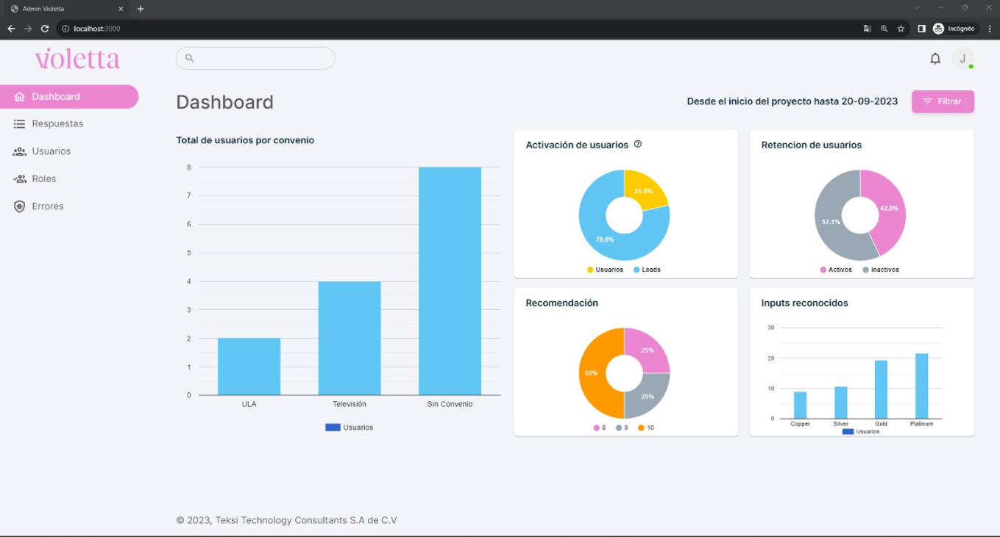 Admin Violetta
localhost:3000
Incógnito
violetta
J
Dashboard
Respuestas
Usuarios
Roles
Errores
Dashboard
Desde el inicio del proyecto hasta 20-09-2023
Filtrar
Total de usuarios por convenio
8
7
6
5
4
3
2
1
0
ULA Televisión Sin Convenio
Usuarios
Activación de usuarios
21.4%
78.6%
Usuarios Leads
Retencion de usuarios
42.9%
57.1%
Activos Inactivos
Recomendación
25%
50%
25%
8 9 10
Inputs reconocidos
30
20
10
0
Copper Silver Gold Platinum
Usuarios
© 2023, Teksi Technology Consultants S.A de C.V